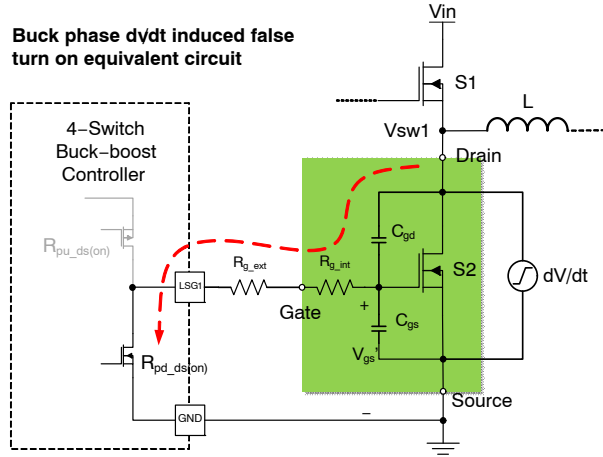 Buck phase dv/dt induced false
turn on equivalent circuit
Vin
S1
L
Vsw1
4−Switch
Buck−boost
Controller
Drain
Rpu_ds(on)
Cgd
Rg_ext
Rg_int
S2
dV/dt
LSG1
Gate
+
Cgs
Vgs'
Rpd_ds(on)
Source
GND
−